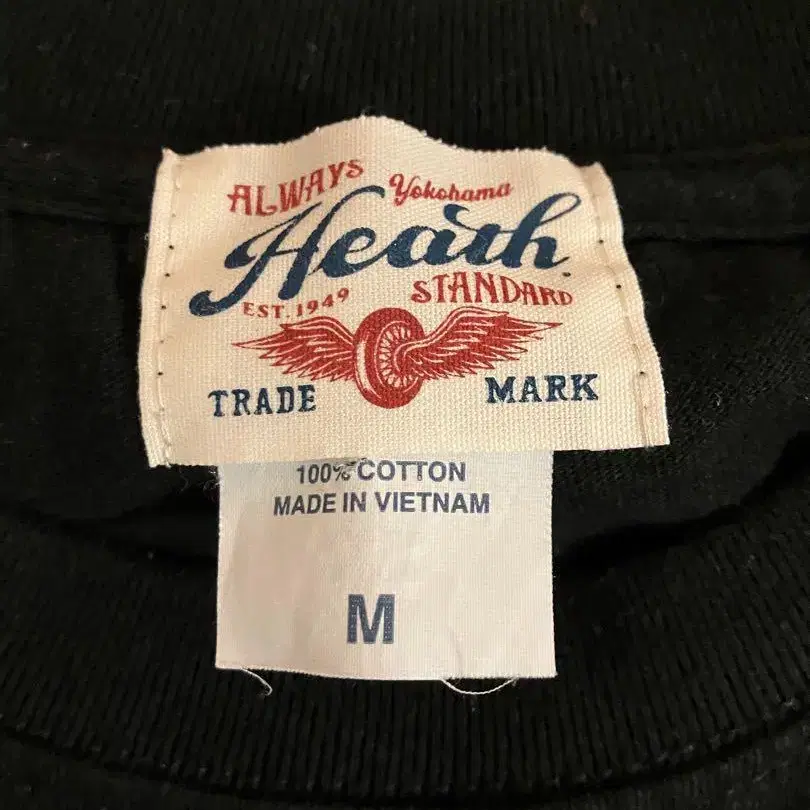 ALWAYS Yokohama
Heath.
EST. 1949 STANDARD
TRADE MARK
100% COTTON
MADE IN VIETNAM
M